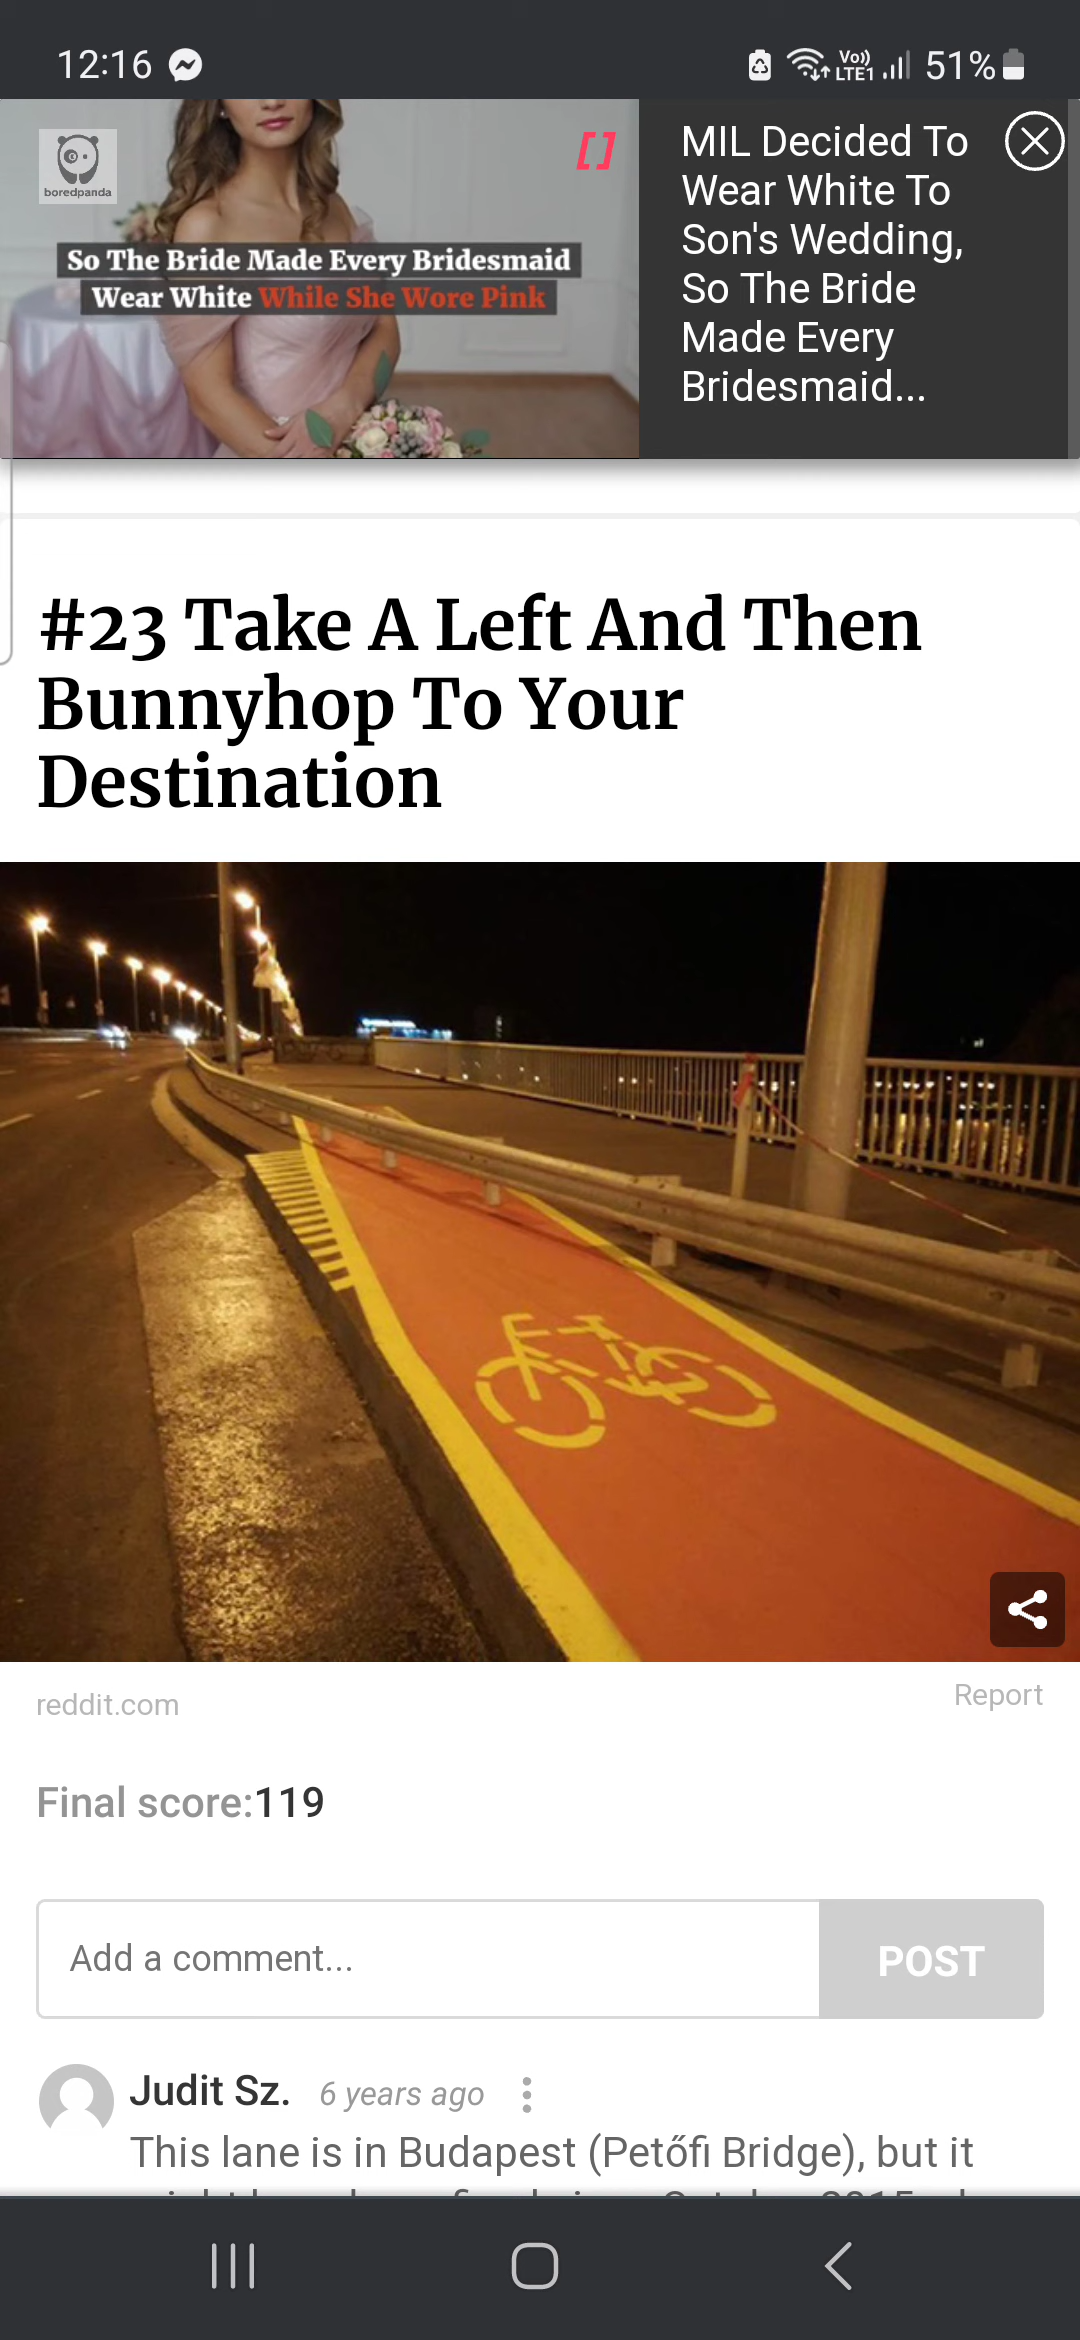 12:16
Vo))
LTE1
51%
boredpanda
[]
So The Bride Made Every Bridesmaid
Wear White While She Wore Pink
MIL Decided To
Wear White To
Son's Wedding,
So The Bride
Made Every
Bridesmaid...
#23 Take A Left And Then
Bunnyhop To Your
Destination
reddit.com
Report
Final score:119
Add a comment...
POST
Judit Sz.
6 years ago
This lane is in Budapest (Petőfi Bridge), but it